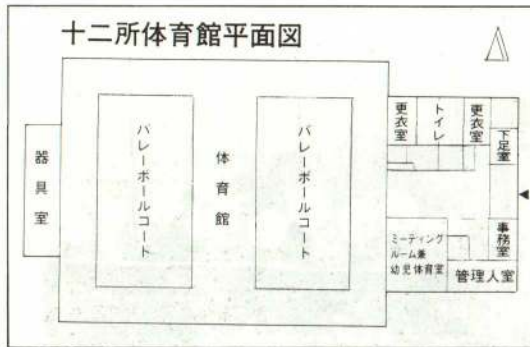 十二所体育館平面図
器具室
バレーボールコート
体育館
バレーボールコート
更衣室
トイレ
更衣室
下足室
事務室
ミーティング
ルーム兼
幼児体育室
管理人室